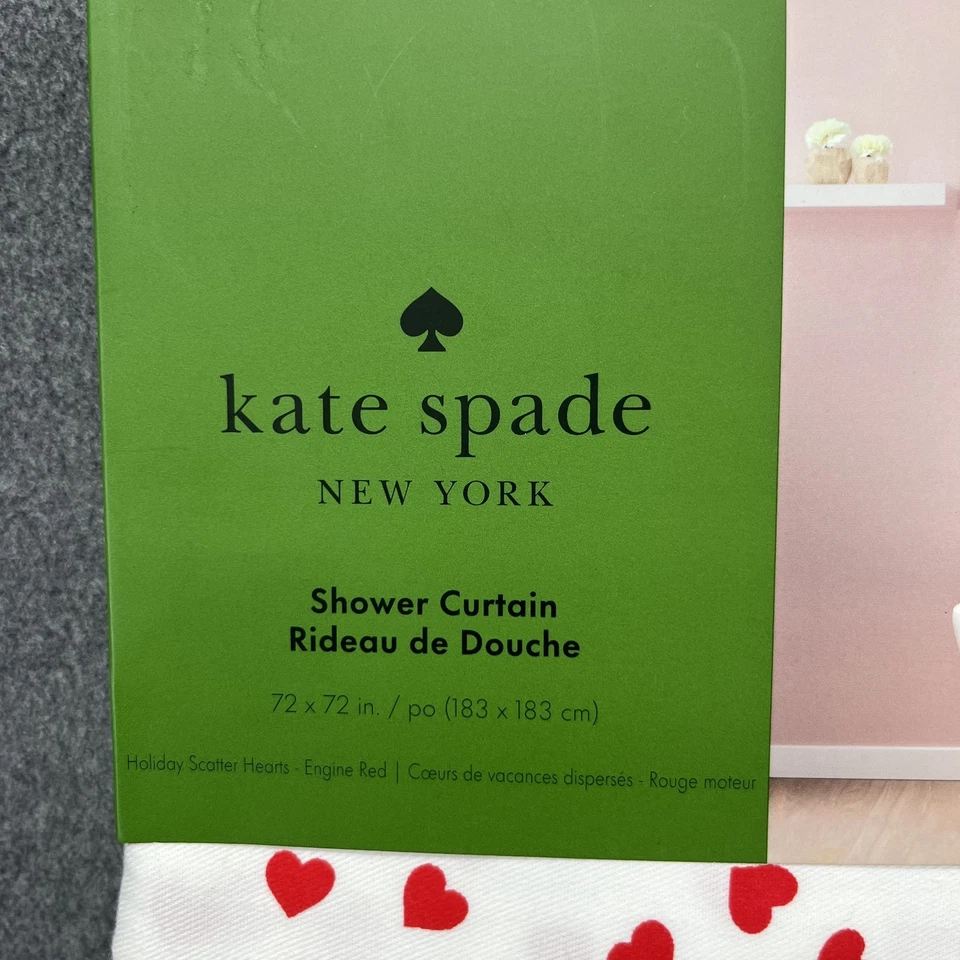 kate spade
NEW YORK
Shower Curtain
Rideau de Douche
72 x 72 in. / po (183 x 183 cm)
Holiday Scatter Hearts - Engine Red | Cœurs de vacances dispersés - Rouge moteur